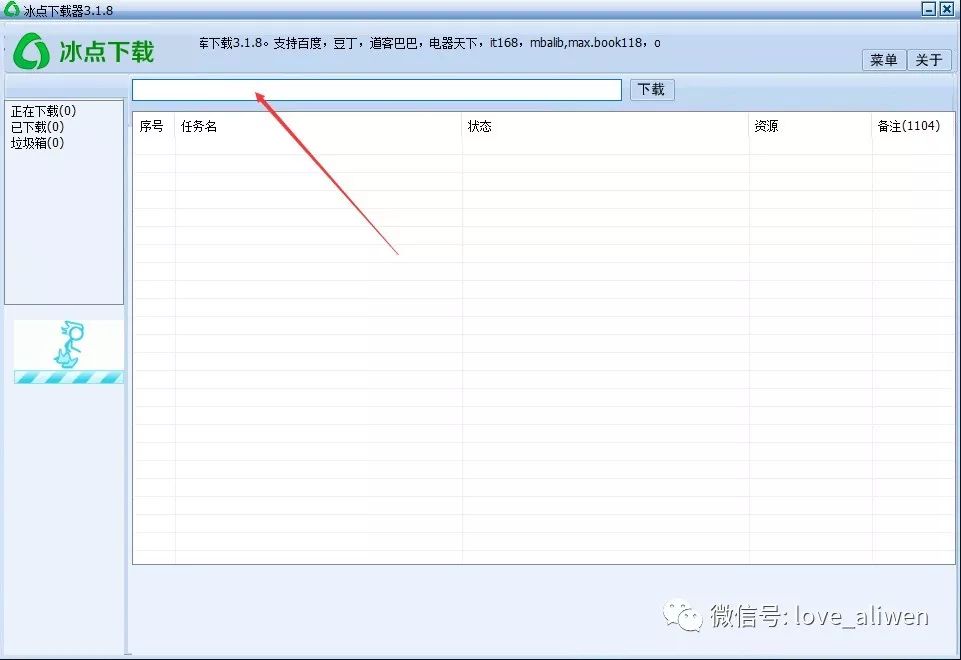 冰点下载器3.1.8
冰点下载
下载3.1.8。支持百度，豆丁，道客巴巴，电器天下，it168，mbalib,max.book118，o
菜单 关于
下载
正在下载(0)
已下载(0)
垃圾箱(0)
序号 任务名 状态 资源 备注(1104)
微信号: love_aliwen